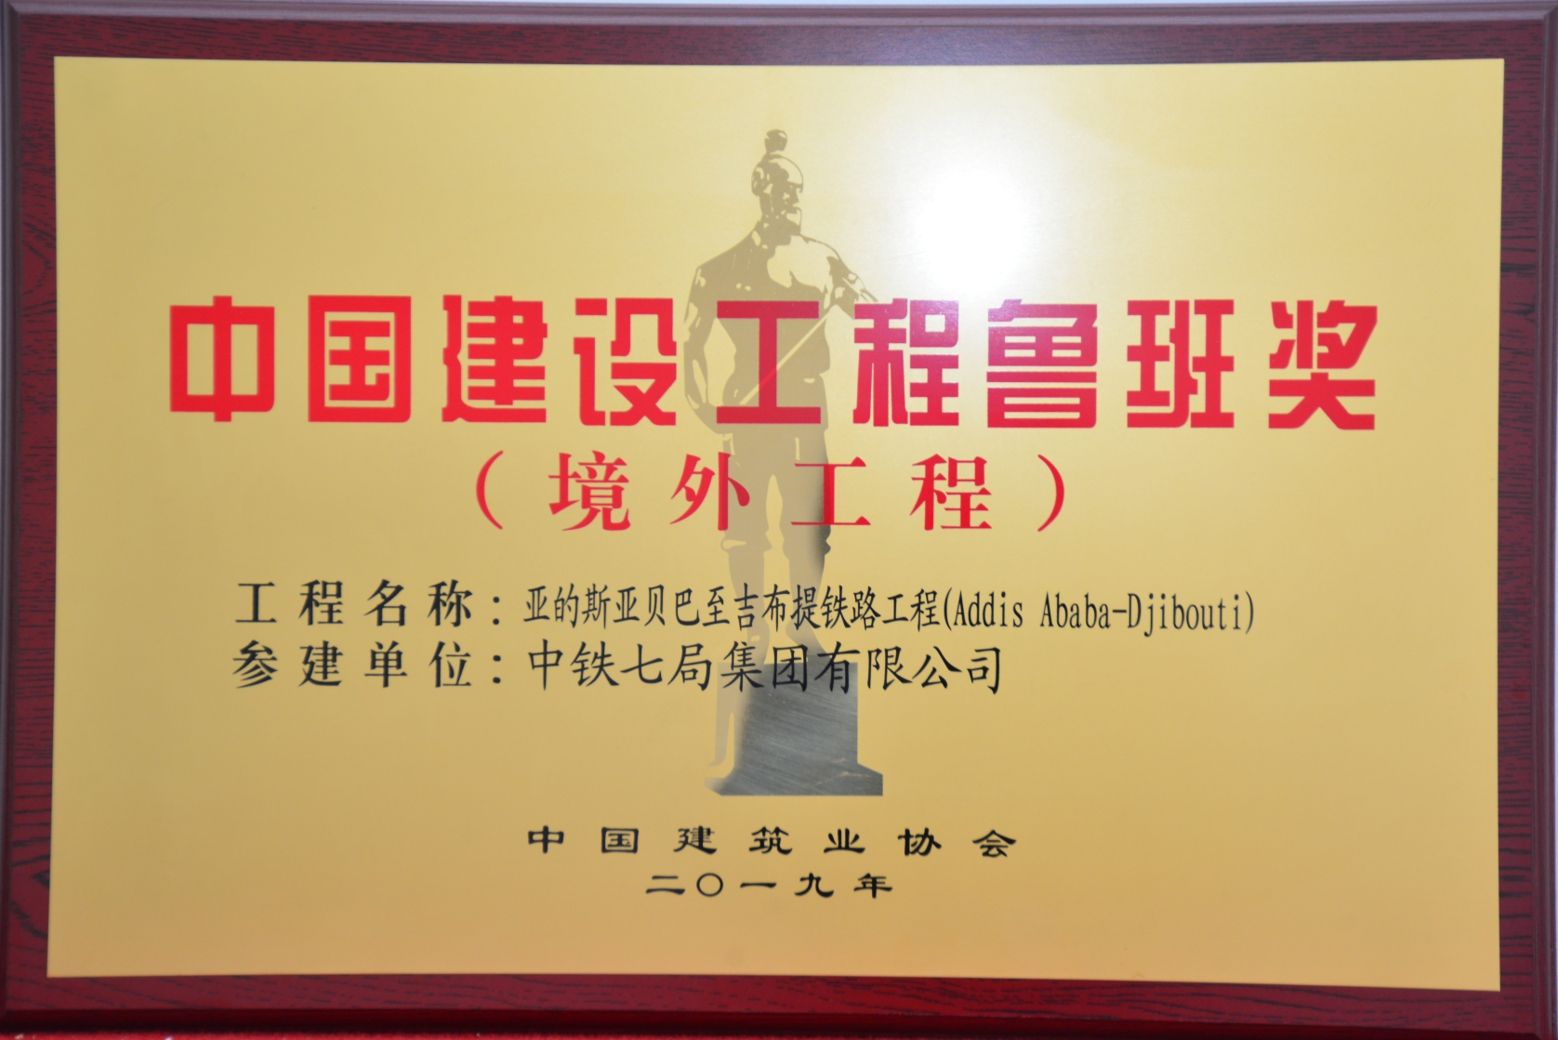 中国建设工程鲁班奖
（境外工程）
工程名称：亚的斯亚贝巴至吉布提铁路工程(Addis Ababa-Djibouti)
参建单位：中铁七局集团有限公司
中国建筑业协会
二〇一九年